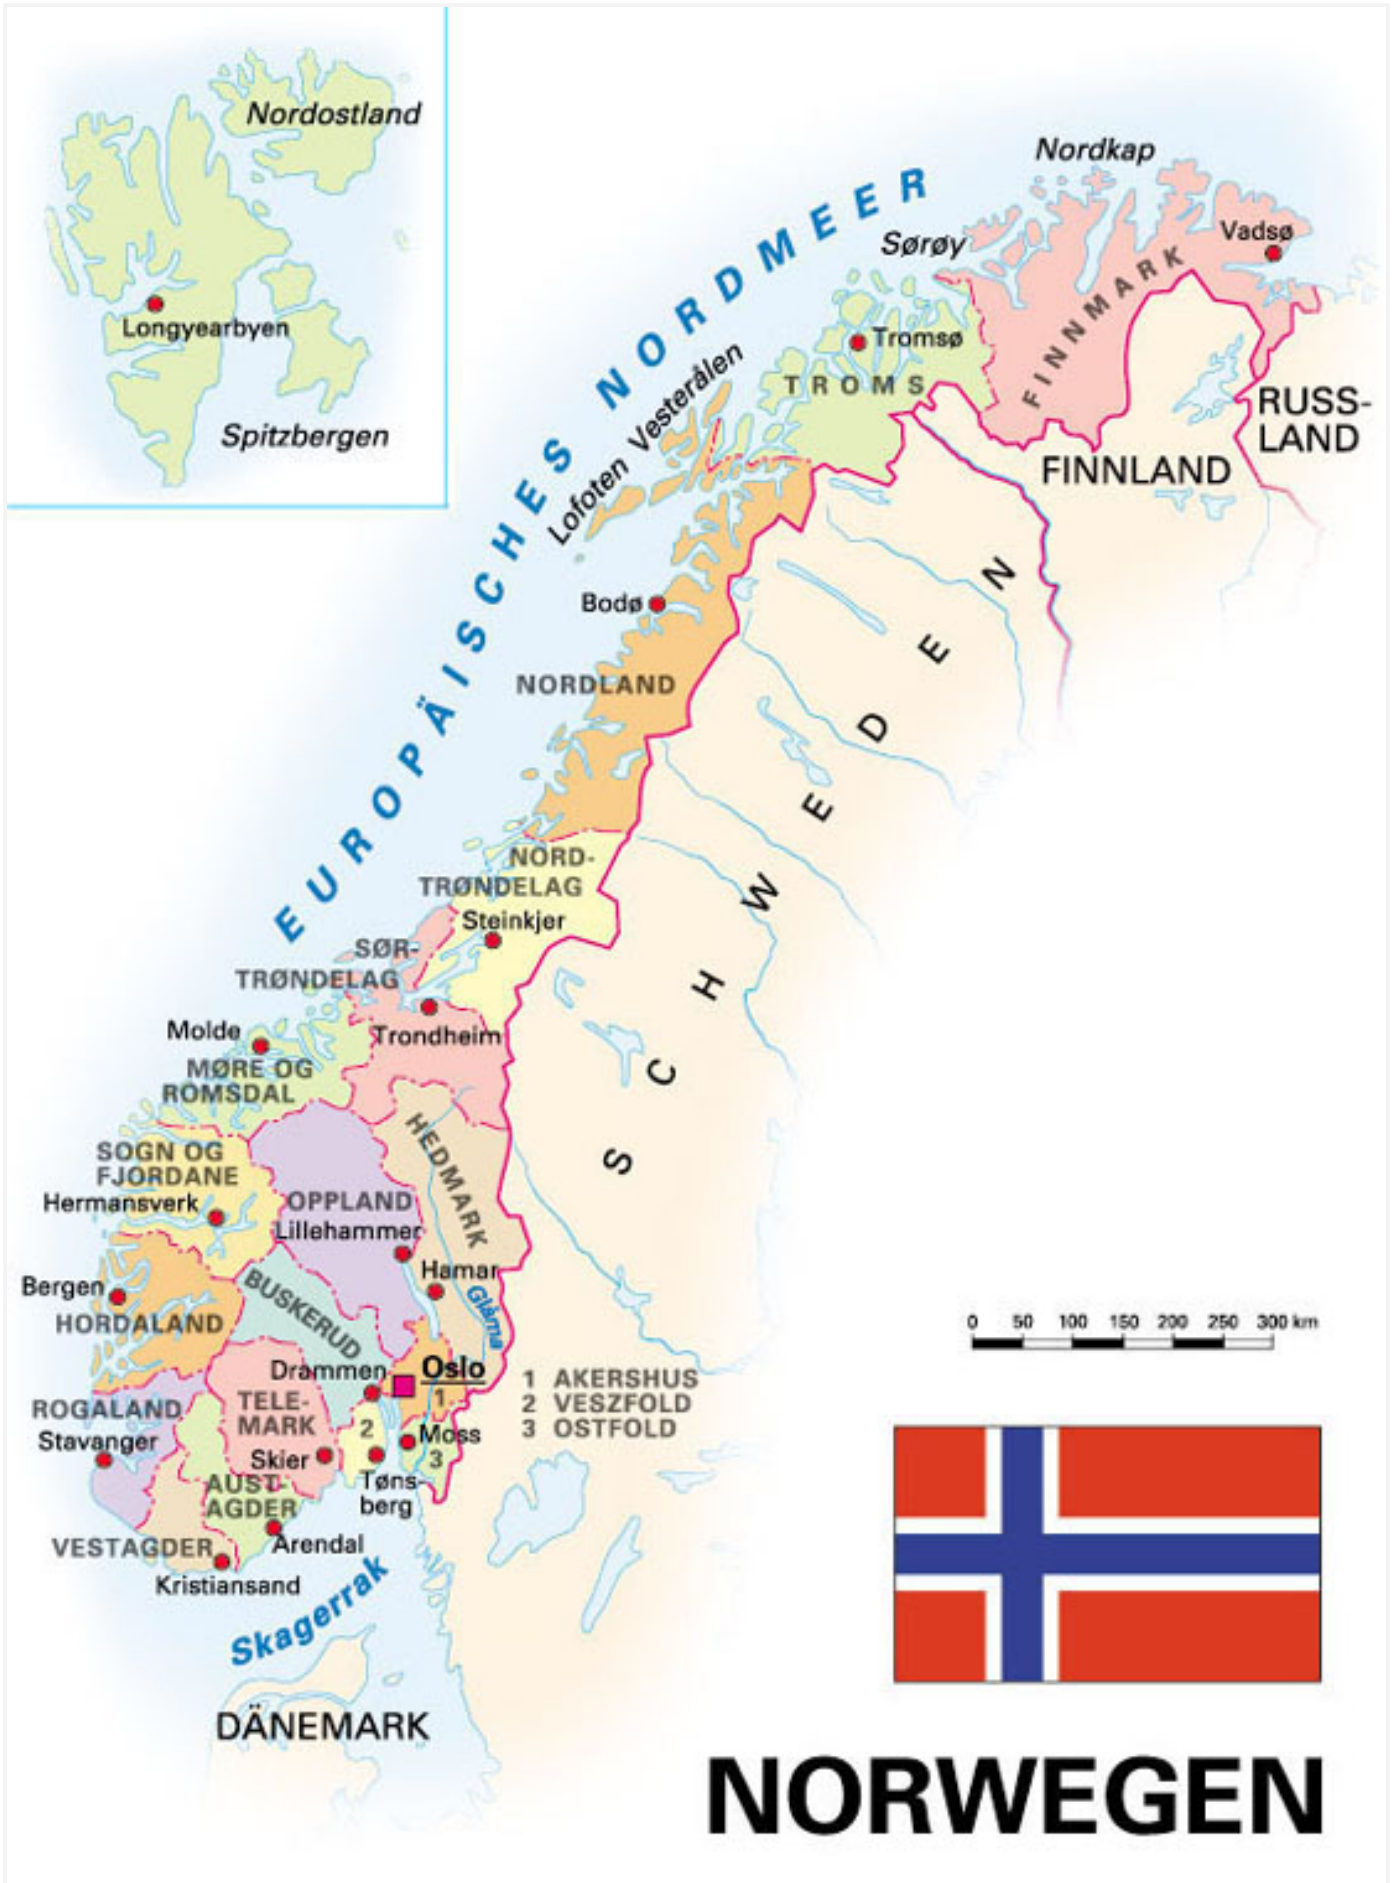 Nordostland
Longyearbyen
Spitzbergen
EUROPÄISCHES NORDMEER
Nordkap
Sørøy
Vadsø
FINNMARK
Tromsø
TROMS
Lofoten Vesterålen
RUSS-
LAND
FINNLAND
SCHWEDEN
Bodø
NORDLAND
NORD-
TRØNDELAG
Steinkjer
SØR-
TRØNDELAG
Trondheim
Molde
MØRE OG
ROMSDAL
HEDMARK
SOGN OG
FJORDANE
Hermansverk
OPPLAND
Lillehammer
Hamar
Glåma
Bergen
HORDALAND
BUSKERUD
Drammen
Oslo
1
ROGALAND
Stavanger
TELE-
MARK
Skier
2
Moss
3
Tøns-
berg
AUST-
AGDER
Arendal
VESTAGDER
Kristiansand
Skagerrak
DÄNEMARK
0 50 100 150 200 250 300 km
1 AKERSHUS
2 VESZFOLD
3 OSTFOLD
NORWEGEN